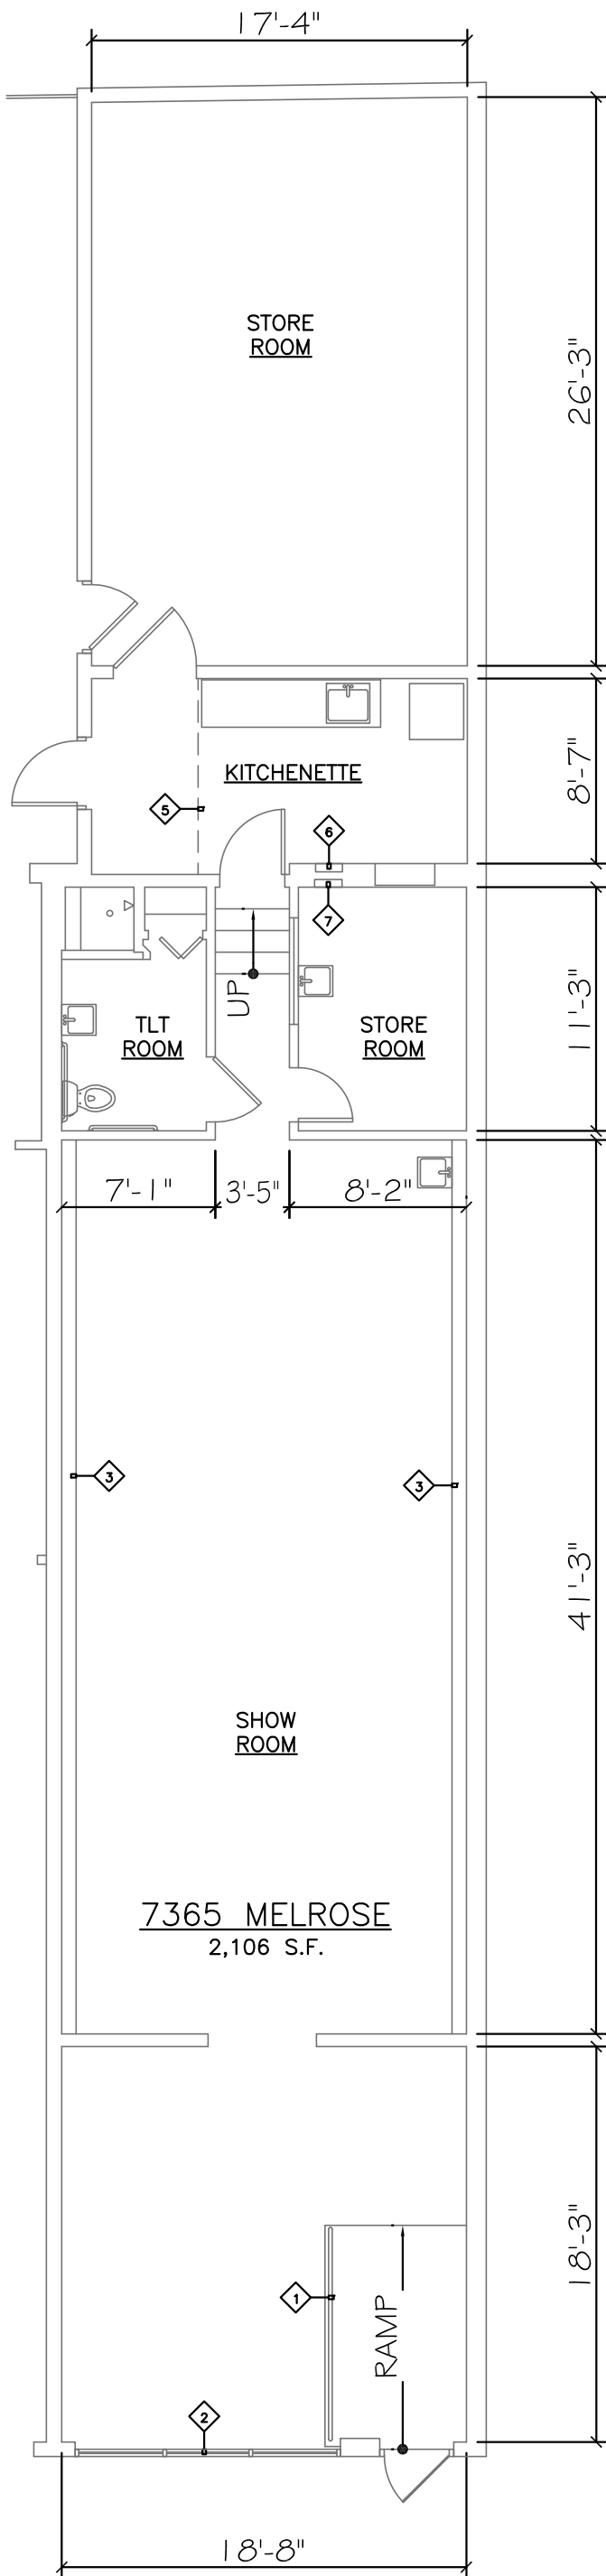 17'-4"
STORE
ROOM
26'-3"
KITCHENETTE
8'-7"
5
6
7
UP
TLT
ROOM
STORE
ROOM
11'-3"
7'-1"
3'-5"
8'-2"
3
3
41'-3"
SHOW
ROOM
7365 MELROSE
2,106 S.F.
18'-3"
1
RAMP
2
18'-8"